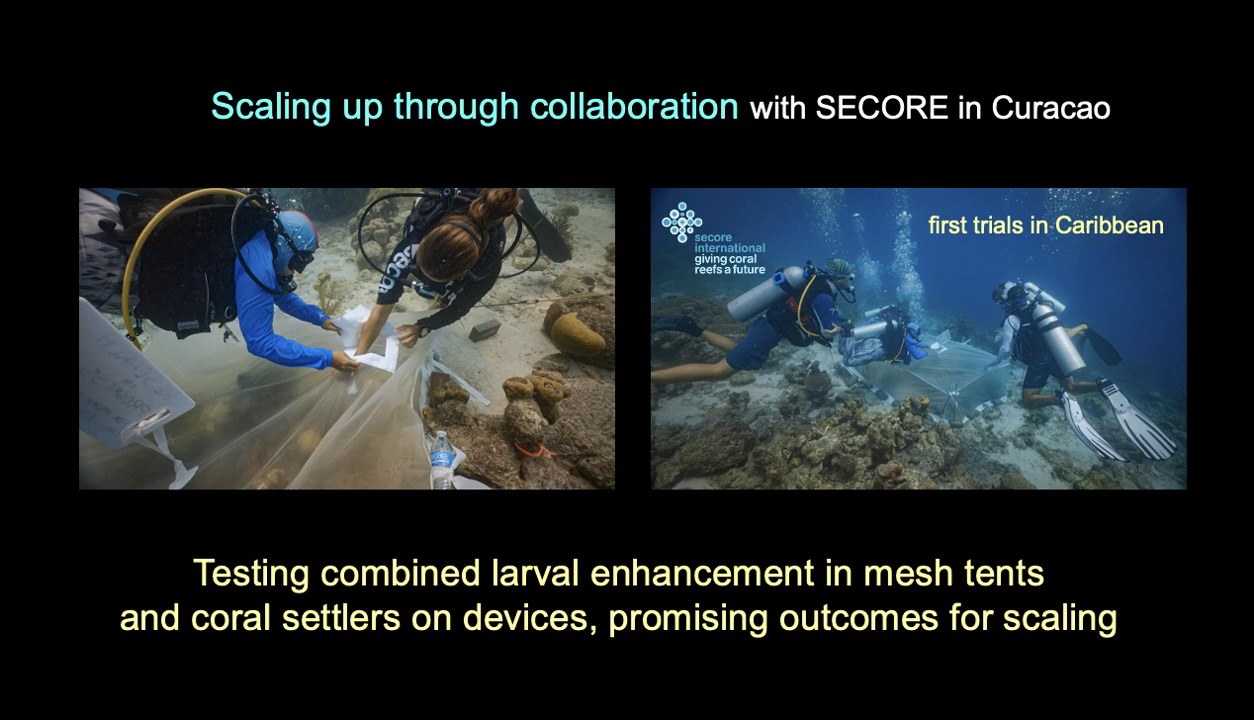 Scaling up through collaboration with SECORE in Curacao
secore
international
giving coral
reefs a future
first trials in Caribbean
Testing combined larval enhancement in mesh tents
and coral settlers on devices, promising outcomes for scaling